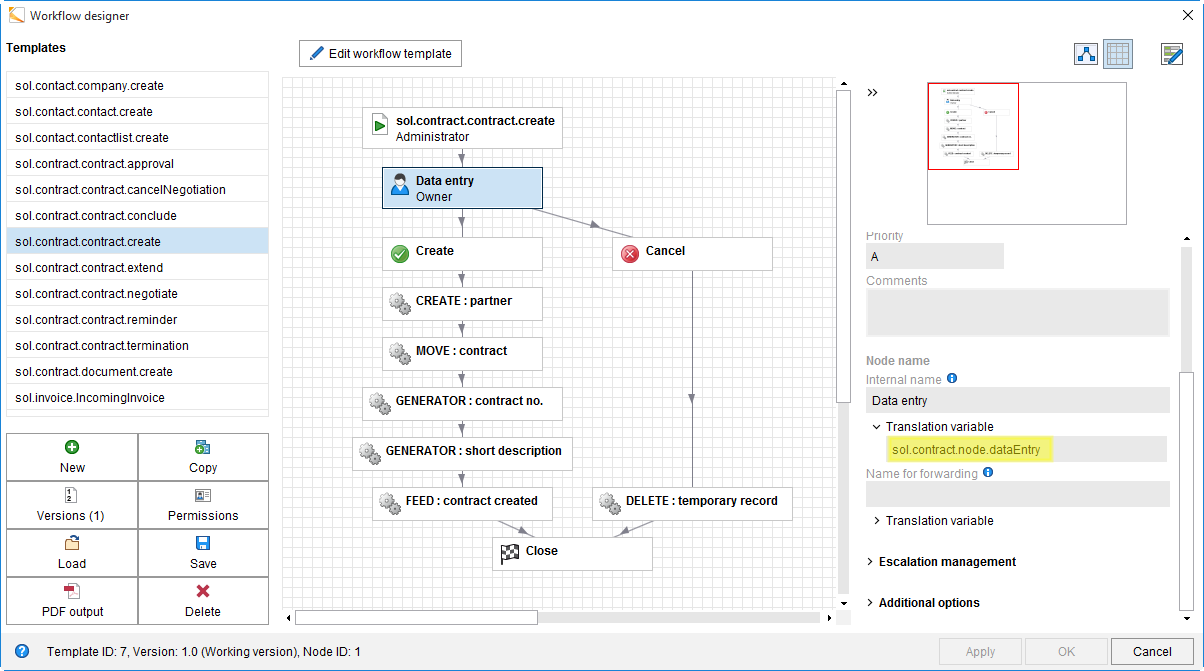 Workflow designer
Templates
Edit workflow template
sol.contact.company.create
sol.contact.contact.create
sol.contact.contactlist.create
sol.contract.contract.approval
sol.contract.contract.cancelNegotiation
sol.contract.contract.conclude
sol.contract.contract.create
sol.contract.contract.extend
sol.contract.contract.negotiate
sol.contract.contract.reminder
sol.contract.contract.termination
sol.contract.document.create
sol.invoice.IncomingInvoice
New
Copy
Versions (1)
Permissions
Load
Save
PDF output
Delete
sol.contract.contract.create
Administrator
Data entry
Owner
Create
Cancel
CREATE : partner
MOVE : contract
GENERATOR : contract no.
GENERATOR : short description
FEED : contract created
DELETE : temporary record
Close
Priority
A
Comments
Node name
Internal name
Data entry
Translation variable
sol.contract.node.dataEntry
Name for forwarding
Translation variable
Escalation management
Additional options
Template ID: 7, Version: 1.0 (Working version), Node ID: 1
Apply
OK
Cancel